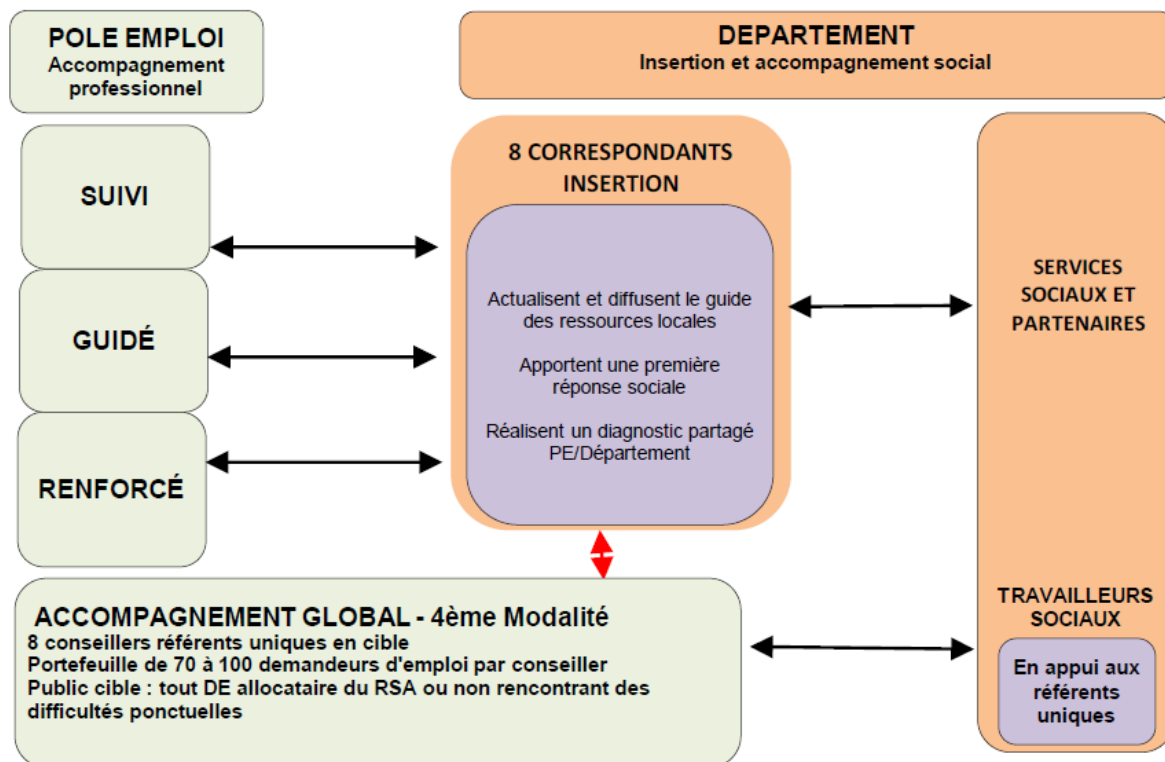 POLE EMPLOI
Accompagnement
professionnel
DEPARTEMENT
Insertion et accompagnement social
SUIVI
GUIDÉ
RENFORCÉ
8 CORRESPONDANTS
INSERTION
Actualisent et diffusent le guide
des ressources locales
Apportent une première
réponse sociale
Réalisent un diagnostic partagé
PE/Département
SERVICES
SOCIAUX ET
PARTENAIRES
ACCOMPAGNEMENT GLOBAL - 4ème Modalité
8 conseillers référents uniques en cible
Portefeuille de 70 à 100 demandeurs d'emploi par conseiller
Public cible : tout DE allocataire du RSA ou non rencontrant des
difficultés ponctuelles
TRAVAILLEURS
SOCIAUX
En appui aux
référents
uniques